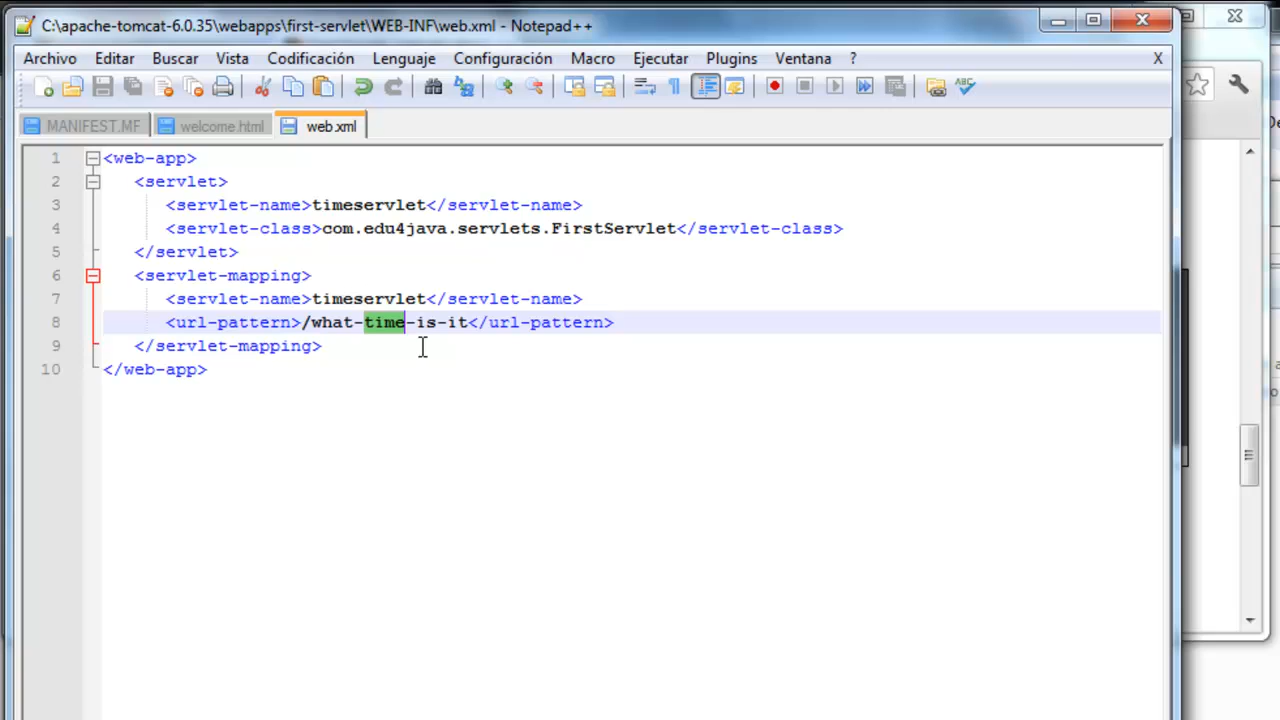 C:\apache-tomcat-6.0.35\webapps\first-servlet\WEB-INF\web.xml - Notepad++
Archivo Editar Buscar Vista Codificación Lenguaje Configuración Macro Ejecutar Plugins Ventana ? X
MANIFEST.MF welcome.html web.xml
1 <web-app>
2 <servlet>
3 <servlet-name>timeservlet</servlet-name>
4 <servlet-class>com.edu4java.servlets.FirstServlet</servlet-class>
5 </servlet>
6 <servlet-mapping>
7 <servlet-name>timeservlet</servlet-name>
8 <url-pattern>/what-time-is-it</url-pattern>
9 </servlet-mapping>
10 </web-app>